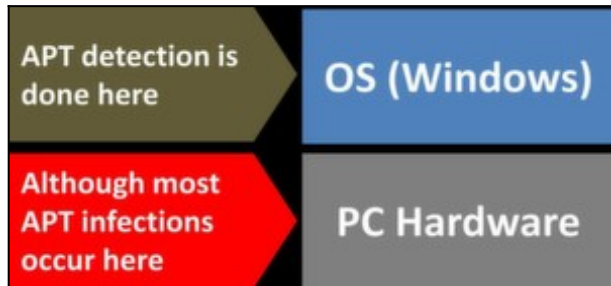 APT detection is
done here
OS (Windows)
Although most
APT infections
occur here
PC Hardware